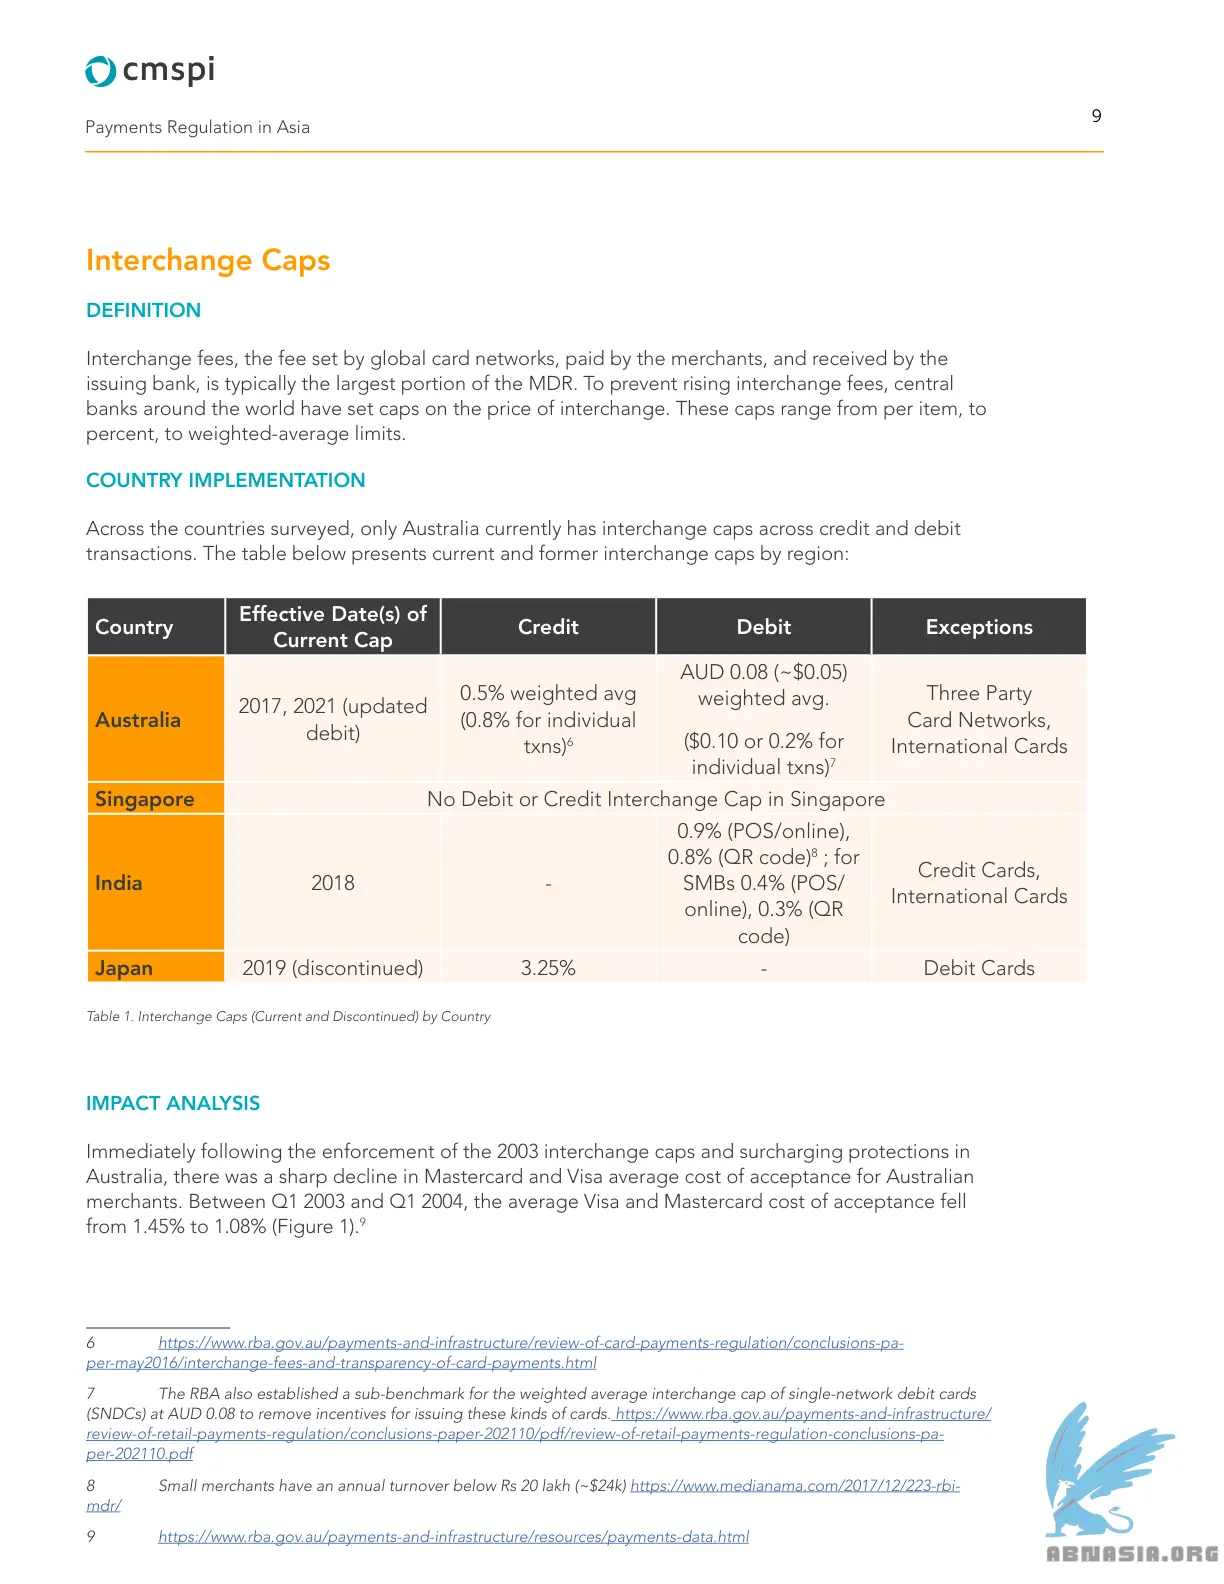 cmspi
Payments Regulation in Asia
9
Interchange Caps
DEFINITION
Interchange fees, the fee set by global card networks, paid by the merchants, and received by the
issuing bank, is typically the largest portion of the MDR. To prevent rising interchange fees, central
banks around the world have set caps on the price of interchange. These caps range from per item, to
percent, to weighted-average limits.
COUNTRY IMPLEMENTATION
Across the countries surveyed, only Australia currently has interchange caps across credit and debit
transactions. The table below presents current and former interchange caps by region:
Country
Effective Date(s) of
Current Cap
Credit
Debit
Exceptions
Australia
2017, 2021 (updated
debit)
0.5% weighted avg
(0.8% for individual
txns)6
AUD 0.08 (~$0.05)
weighted avg.
($0.10 or 0.2% for
individual txns)7
Three Party
Card Networks,
International Cards
Singapore
No Debit or Credit Interchange Cap in Singapore
India
2018
-
0.9% (POS/online),
0.8% (QR code)8 ; for
SMBs 0.4% (POS/
online), 0.3% (QR
code)
Credit Cards,
International Cards
Japan
2019 (discontinued)
3.25%
-
Debit Cards
Table 1. Interchange Caps (Current and Discontinued) by Country
IMPACT ANALYSIS
Immediately following the enforcement of the 2003 interchange caps and surcharging protections in
Australia, there was a sharp decline in Mastercard and Visa average cost of acceptance for Australian
merchants. Between Q1 2003 and Q1 2004, the average Visa and Mastercard cost of acceptance fell
from 1.45% to 1.08% (Figure 1).9
6 https://www.rba.gov.au/payments-and-infrastructure/review-of-card-payments-regulation/conclusions-pa-
per-may2016/interchange-fees-and-transparency-of-card-payments.html
7 The RBA also established a sub-benchmark for the weighted average interchange cap of single-network debit cards
(SNDCs) at AUD 0.08 to remove incentives for issuing these kinds of cards. https://www.rba.gov.au/payments-and-infrastructure/
review-of-retail-payments-regulation/conclusions-paper-202110/pdf/review-of-retail-payments-regulation-conclusions-pa-
per-202110.pdf
8 Small merchants have an annual turnover below Rs 20 lakh (~$24k) https://www.medianama.com/2017/12/223-rbi-
mdr/
9 https://www.rba.gov.au/payments-and-infrastructure/resources/payments-data.html
ABNASIA.ORG